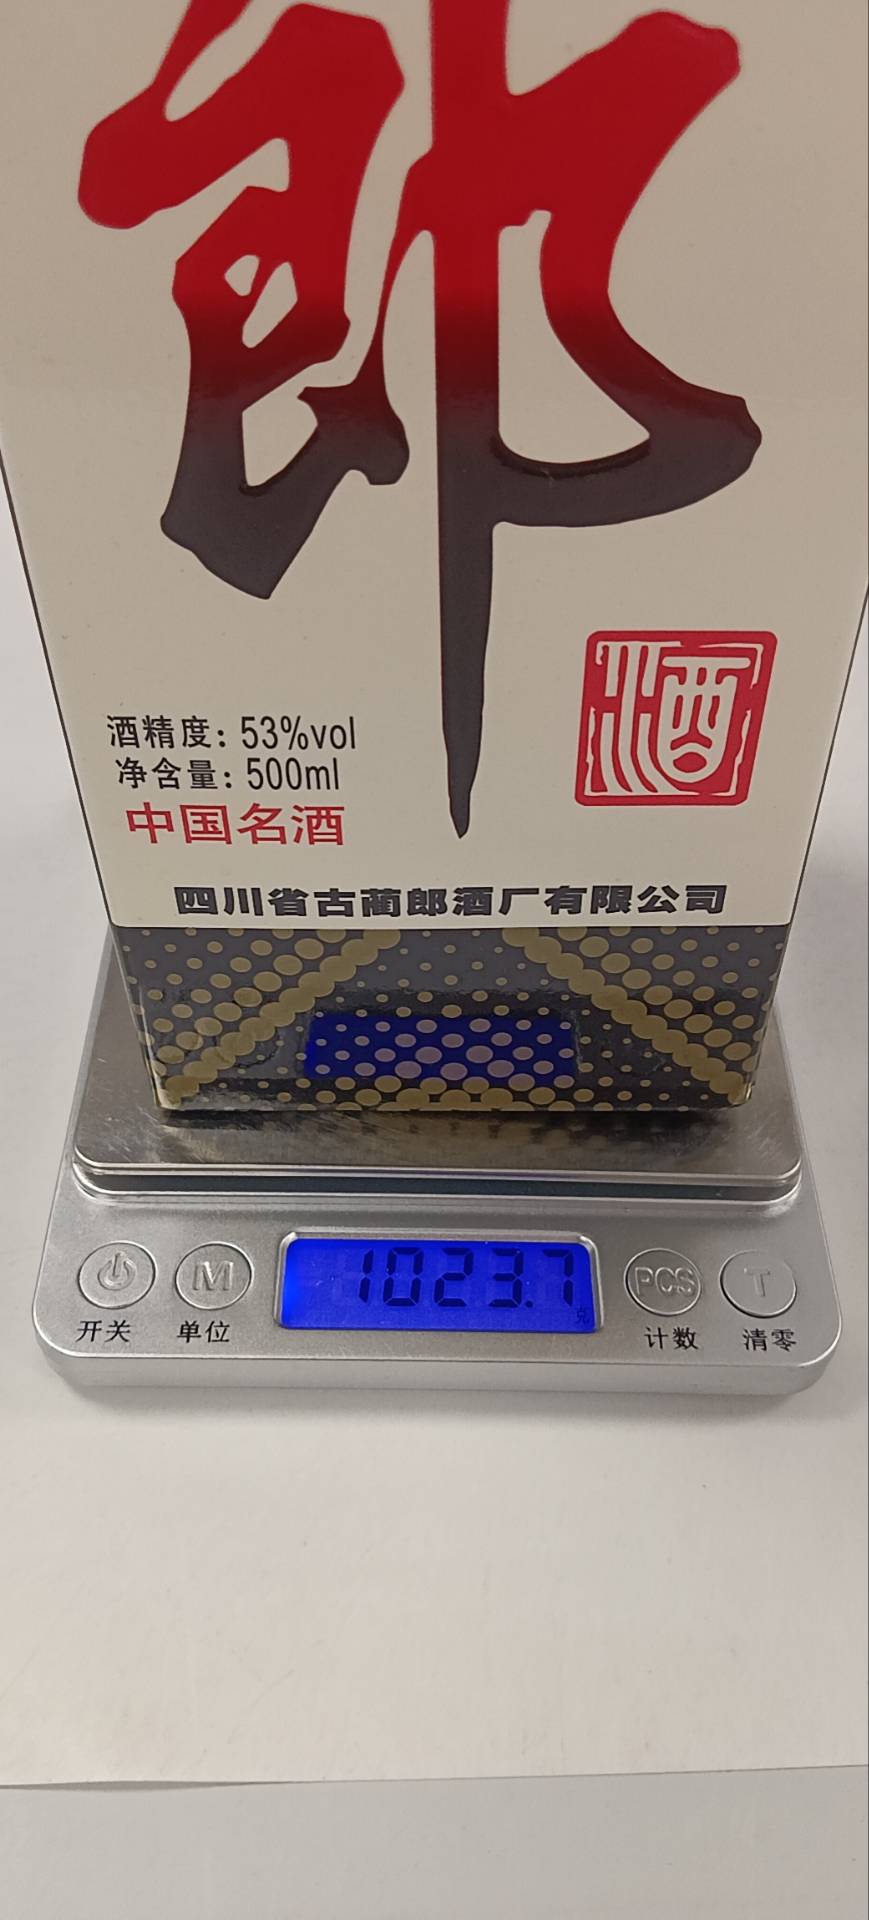 郎
酒
酒精度: 53%vol
净含量: 500ml
中国名酒
四川省古蔺郎酒厂有限公司
1023.7
克
M PCS T
开关 单位 计数 清零